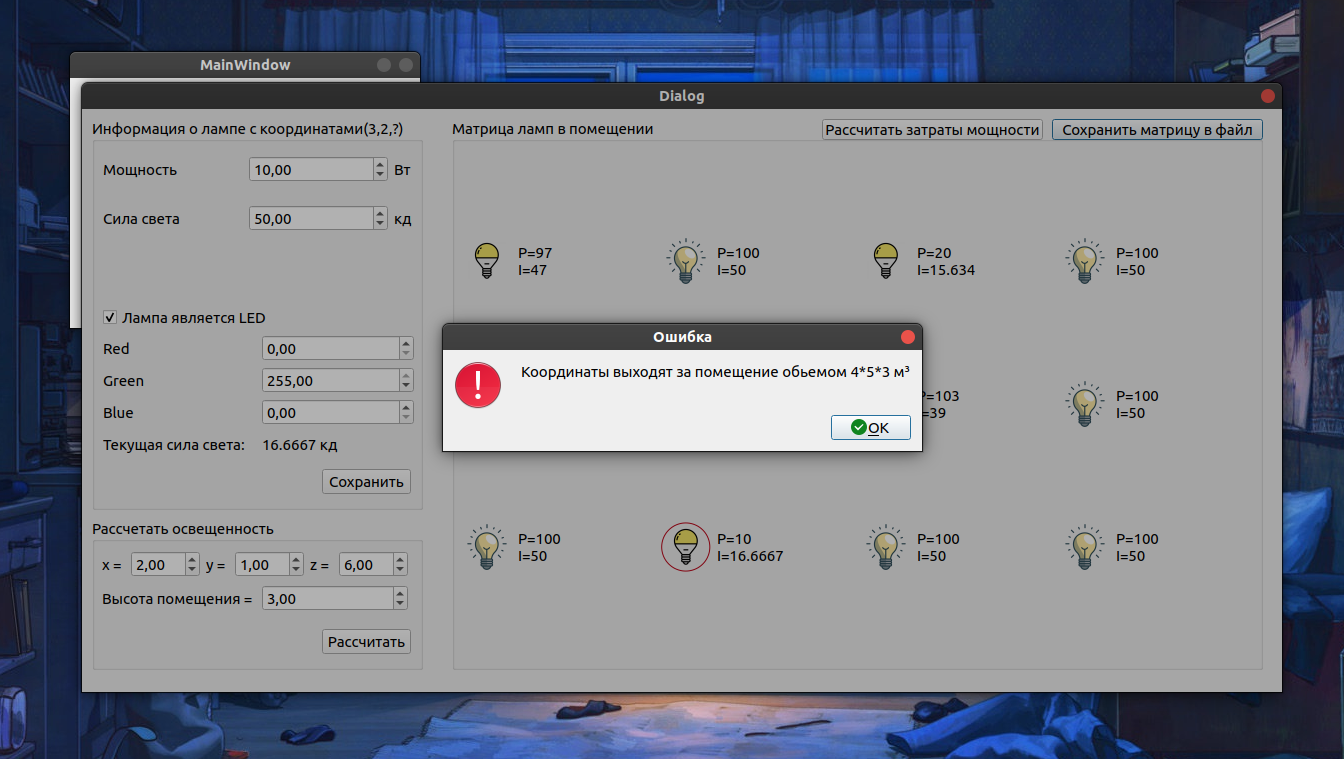 MainWindow
Dialog
Информация о лампе с координатами(3,2,?)
Мощность 10,00 Вт
Сила света 50,00 кд
Лампа является LED
Red 0,00
Green 255,00
Blue 0,00
Текущая сила света: 16.6667 кд
Сохранить
Рассчетать освещенность
x = 2,00 y = 1,00 z = 6,00
Высота помещения = 3,00
Рассчитать
Матрица ламп в помещении
Рассчитать затраты мощности
Сохранить матрицу в файл
P=97
I=47
P=100
I=50
P=20
I=15.634
P=100
I=50
Ошибка
Координаты выходят за помещение обьемом 4*5*3 м³
OK
P=103
=39
P=100
I=50
P=100
I=50
P=10
I=16.6667
P=100
I=50
P=100
I=50